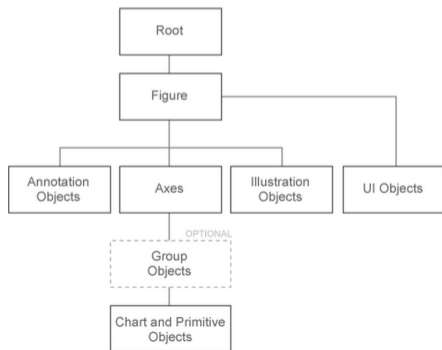 Root
Figure
Annotation
Objects
Axes
Illustration
Objects
UI Objects
OPTIONAL
Group
Objects
Chart and Primitive
Objects